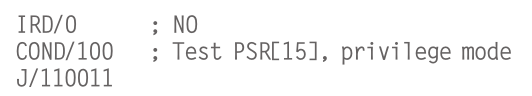 IRD/0 ; NO
COND/100 ; Test PSR[15], privilege mode
J/110011